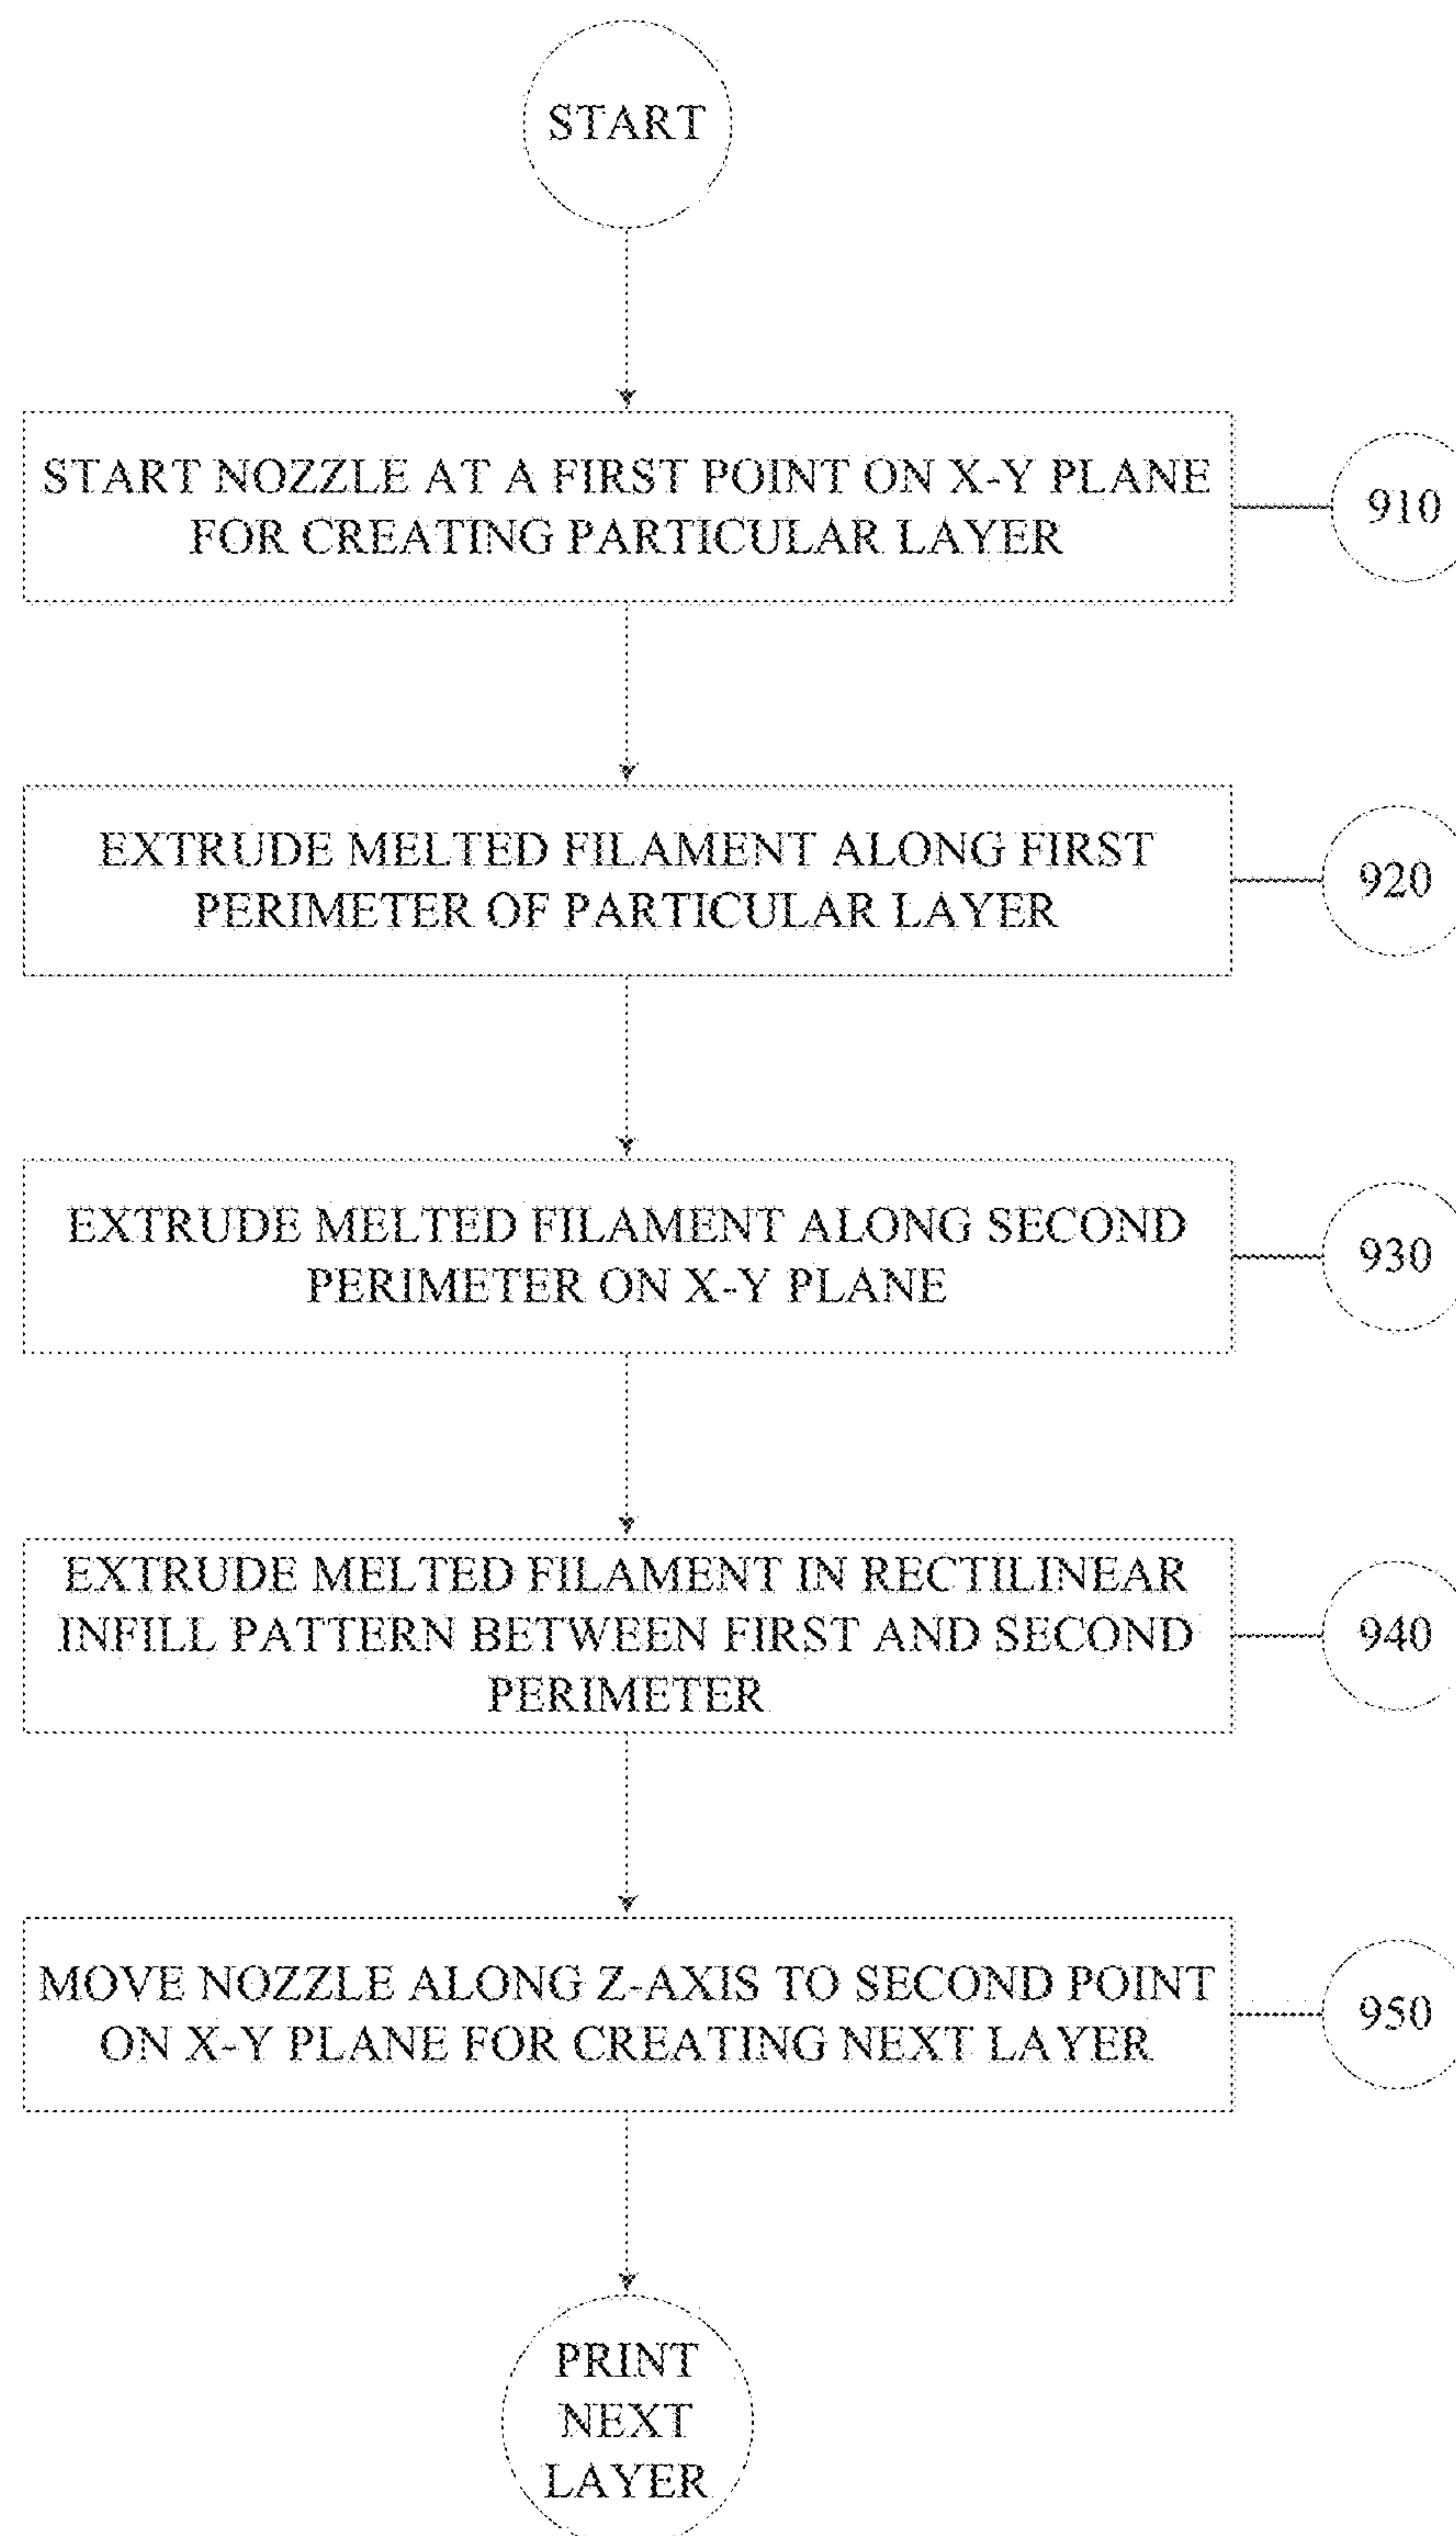 START
START NOZZLE AT A FIRST POINT ON X-Y PLANE
FOR CREATING PARTICULAR LAYER
910
EXTRUDE MELTED FILAMENT ALONG FIRST
PERIMETER OF PARTICULAR LAYER
920
EXTRUDE MELTED FILAMENT ALONG SECOND
PERIMETER ON X-Y PLANE
930
EXTRUDE MELTED FILAMENT IN RECTILINEAR
INFILL PATTERN BETWEEN FIRST AND SECOND
PERIMETER
940
MOVE NOZZLE ALONG Z-AXIS TO SECOND POINT
ON X-Y PLANE FOR CREATING NEXT LAYER
950
PRINT
NEXT
LAYER